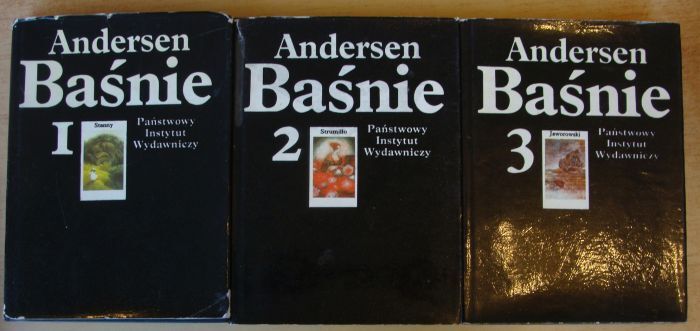 Andersen
Baśnie
1
Stanny
Państwowy
Instytut
Wydawniczy
Andersen
Baśnie
2
Strumiłło
Państwowy
Instytut
Wydawniczy
Andersen
Baśnie
3
Jaworowski
Państwowy
Instytut
Wydawniczy